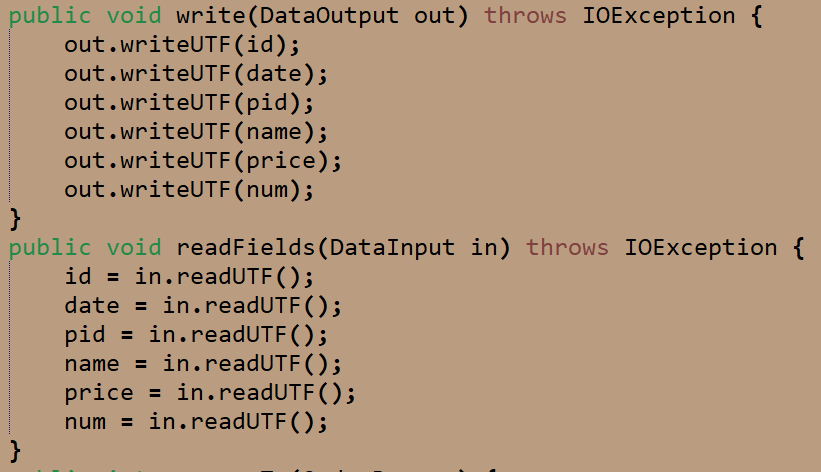 public void write(DataOutput out) throws IOException {
    out.writeUTF(id);
    out.writeUTF(date);
    out.writeUTF(pid);
    out.writeUTF(name);
    out.writeUTF(price);
    out.writeUTF(num);
}
public void readFields(DataInput in) throws IOException {
    id = in.readUTF();
    date = in.readUTF();
    pid = in.readUTF();
    name = in.readUTF();
    price = in.readUTF();
    num = in.readUTF();
}